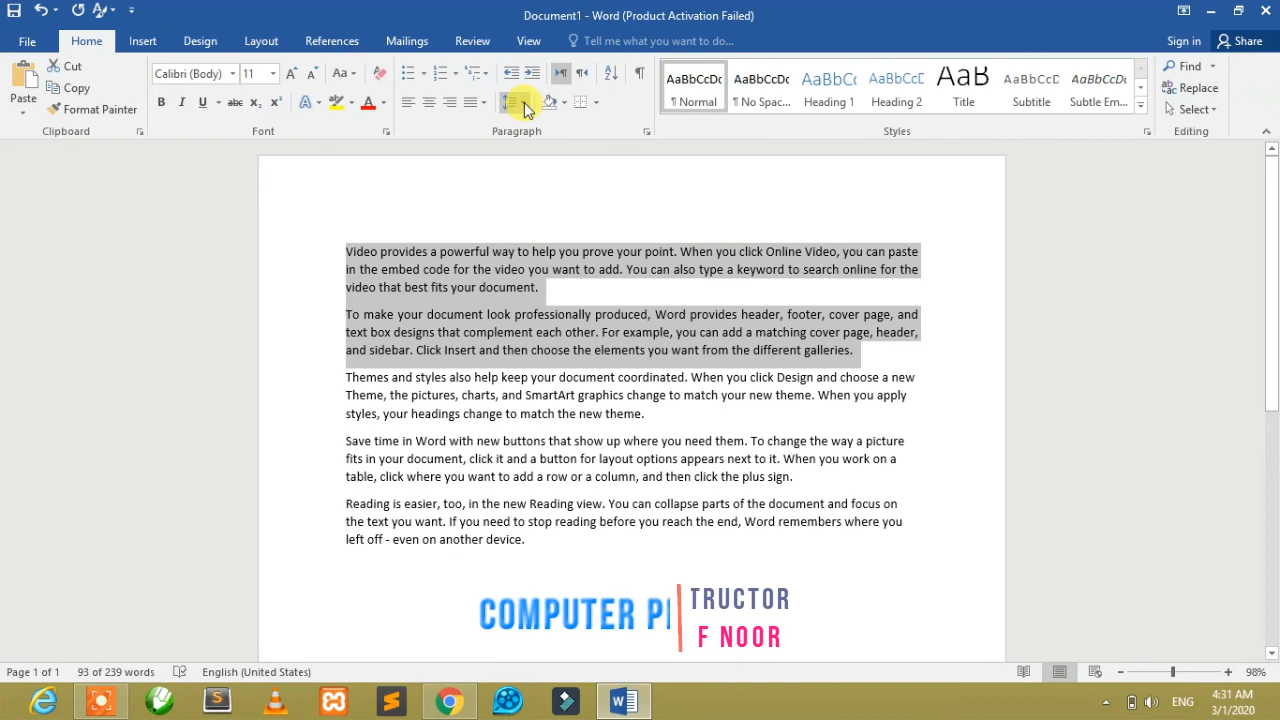 Document1 - Word (Product Activation Failed)
File Home Insert Design Layout References Mailings Review View Tell me what you want to do... Sign in Share
Paste Cut Copy Format Painter
Clipboard
Calibri (Body) 11 Aa
B I U abc X₂ X² A A
Font
Paragraph
AaBbCcDc ¶ Normal
AaBbCcDc ¶ No Spac...
AaBbCc Heading 1
AaBbCcC Heading 2
AaB Title
AaBbCcC Subtitle
AaBbCcDc Subtle Em...
Styles
Find
Replace
Select
Editing
Video provides a powerful way to help you prove your point. When you click Online Video, you can paste
in the embed code for the video you want to add. You can also type a keyword to search online for the
video that best fits your document.
To make your document look professionally produced, Word provides header, footer, cover page, and
text box designs that complement each other. For example, you can add a matching cover page, header,
and sidebar. Click Insert and then choose the elements you want from the different galleries.
Themes and styles also help keep your document coordinated. When you click Design and choose a new
Theme, the pictures, charts, and SmartArt graphics change to match your new theme. When you apply
styles, your headings change to match the new theme.
Save time in Word with new buttons that show up where you need them. To change the way a picture
fits in your document, click it and a button for layout options appears next to it. When you work on a
table, click where you want to add a row or a column, and then click the plus sign.
Reading is easier, too, in the new Reading view. You can collapse parts of the document and focus on
the text you want. If you need to stop reading before you reach the end, Word remembers where you
left off - even on another device.
COMPUTER
TRUCTOR
F NOOR
Page 1 of 1 93 of 239 words English (United States) 98%
ENG
4:31 AM
3/1/2020